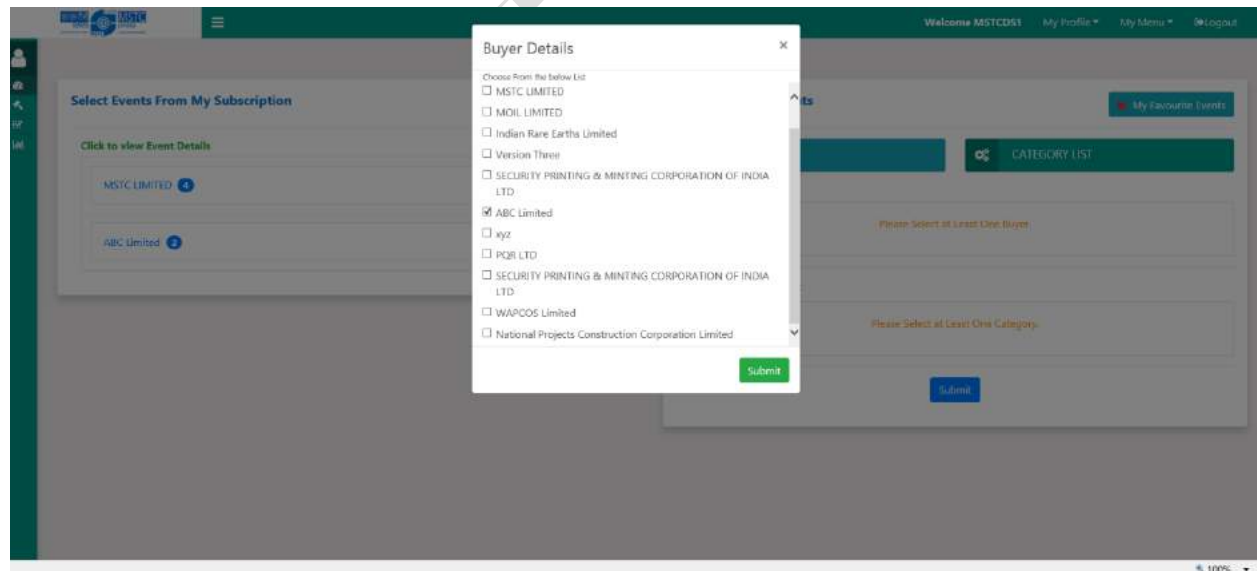 MSTC
Welcome MSTCDS1 My Profile My Menu Logout
Buyer Details ×
Choose From the below List
MSTC LIMITED
MOIL LIMITED
Indian Rare Earths Limited
Version Three
SECURITY PRINTING & MINTING CORPORATION OF INDIA
LTD
ABC Limited
xyz
PQR LTD
SECURITY PRINTING & MINTING CORPORATION OF INDIA
LTD
WAPCOS Limited
National Projects Construction Corporation Limited
Submit
Select Events From My Subscription
Click to view Event Details
MSTC LIMITED 4
ABC Limited 2
ts
My Favourite Events
CATEGORY LIST
Please Select at Least One Buyer.
Please Select at Least One Category.
Submit
100%